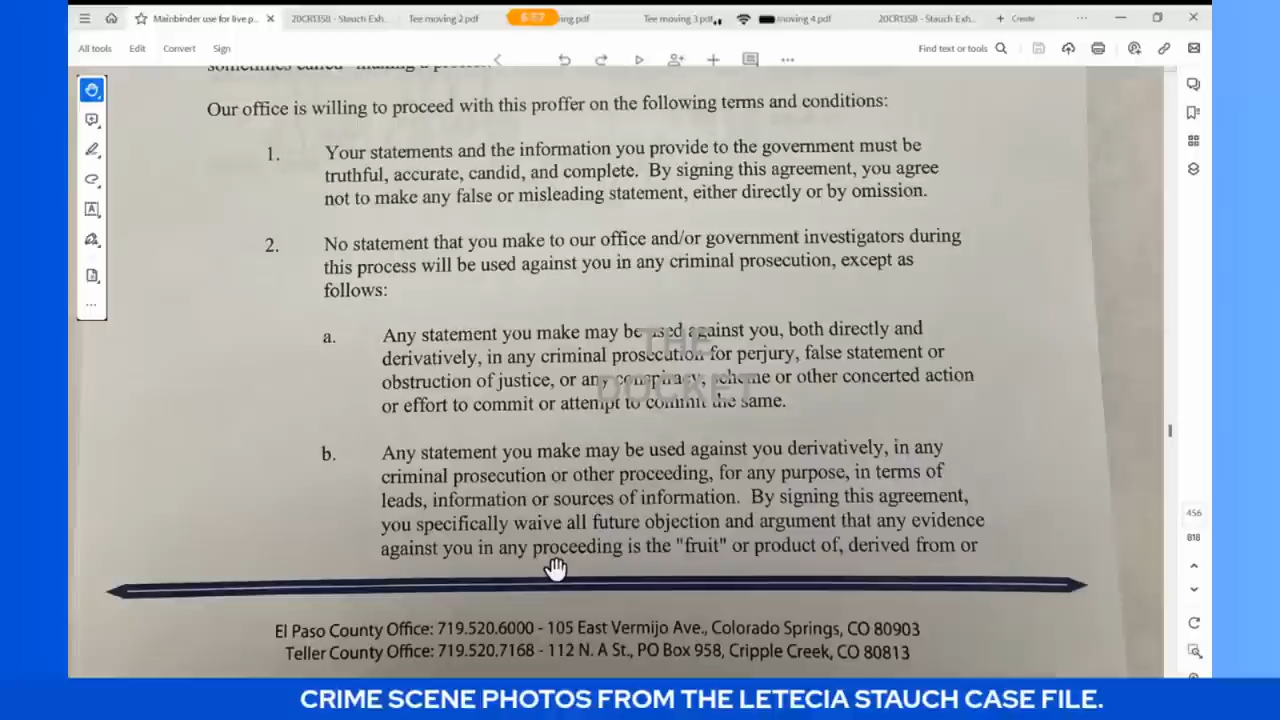 Mainbinder use for live p...
20CR1358 - Stauch Exh...
Tee moving 2.pdf
6:57
ing.pdf
Tee moving 3.pdf
moving 4.pdf
20CR1358 - Stauch Exh...
+ Create
All tools
Edit
Convert
Sign
Find text or tools
Our office is willing to proceed with this proffer on the following terms and conditions:
1. Your statements and the information you provide to the government must be
truthful, accurate, candid, and complete. By signing this agreement, you agree
not to make any false or misleading statement, either directly or by omission.
2. No statement that you make to our office and/or government investigators during
this process will be used against you in any criminal prosecution, except as
follows:
a. Any statement you make may be used against you, both directly and
derivatively, in any criminal prosecution for perjury, false statement or
obstruction of justice, or any conspiracy, scheme or other concerted action
or effort to commit or attempt to commit the same.
THE
DOCKET
b. Any statement you make may be used against you derivatively, in any
criminal prosecution or other proceeding, for any purpose, in terms of
leads, information or sources of information. By signing this agreement,
you specifically waive all future objection and argument that any evidence
against you in any proceeding is the "fruit" or product of, derived from or
456
818
El Paso County Office: 719.520.6000 - 105 East Vermijo Ave., Colorado Springs, CO 80903
Teller County Office: 719.520.7168 - 112 N. A St., PO Box 958, Cripple Creek, CO 80813
CRIME SCENE PHOTOS FROM THE LETECIA STAUCH CASE FILE.